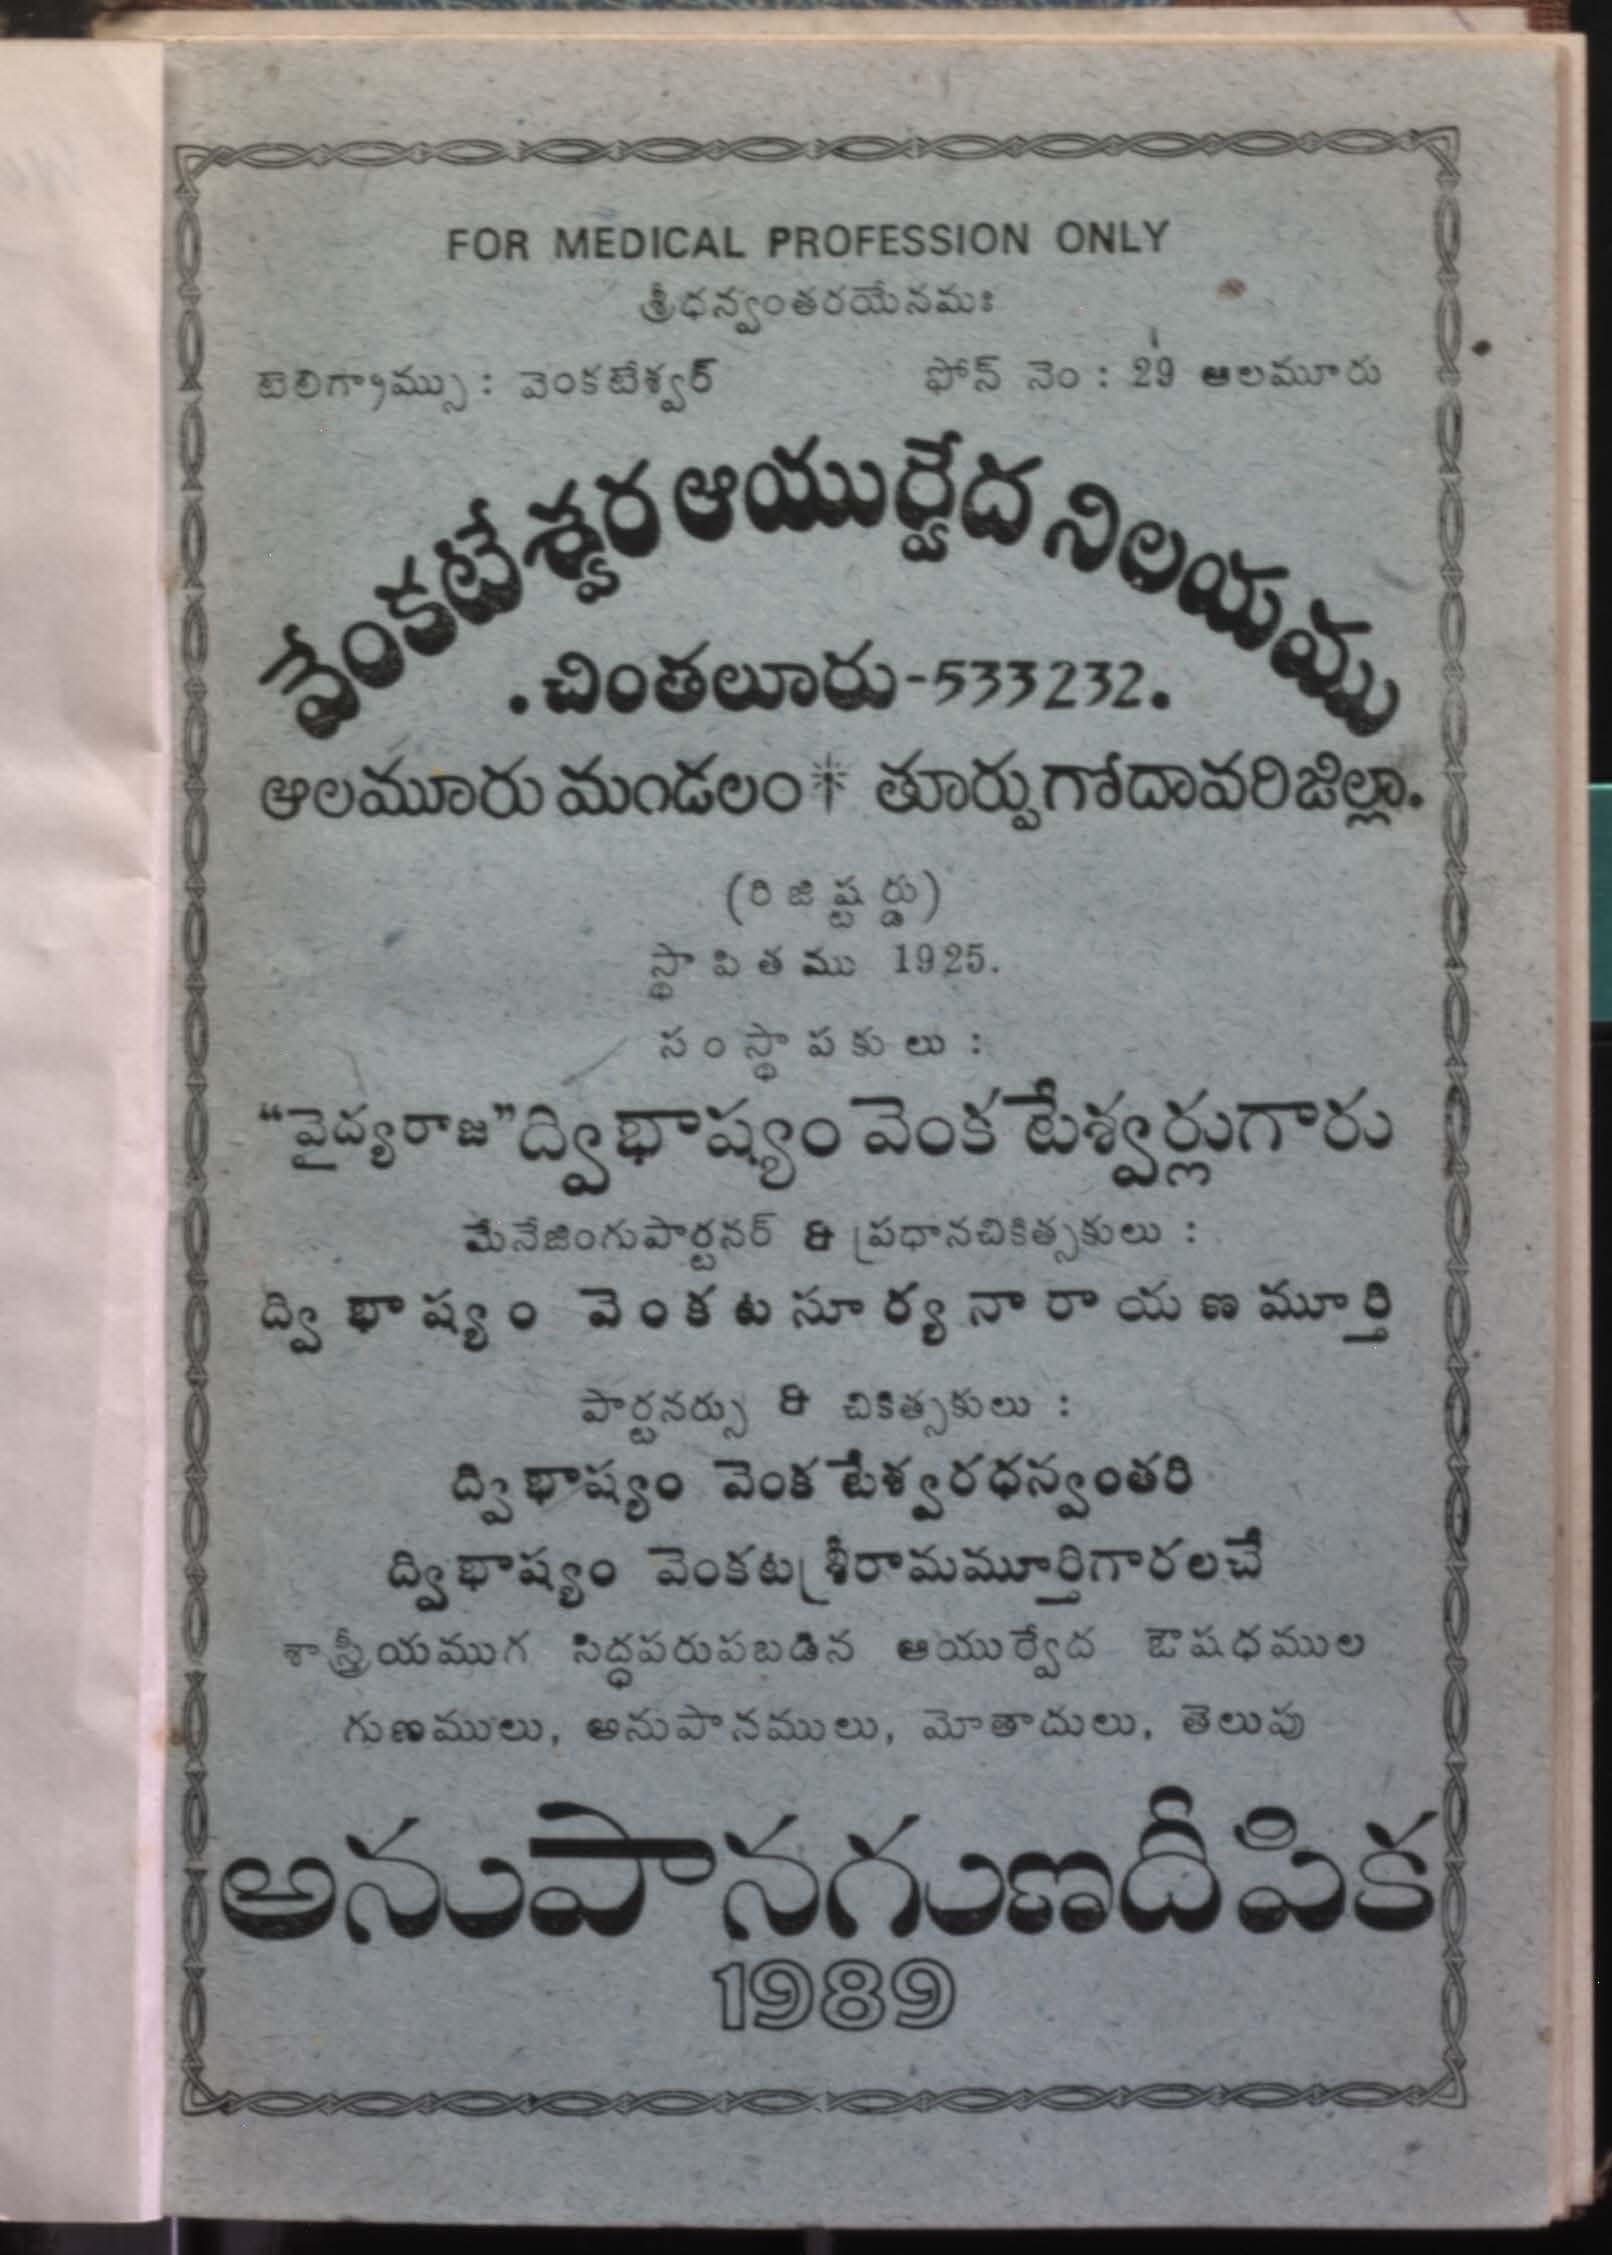 FOR MEDICAL PROFESSION ONLY
శ్రీధన్వంతరయేనమః
టెలిగ్రామ్సు : వెంకటేశ్వర్ ఫోన్ నెం : 29 ఆలమూరు
వేంకటేశ్వర ఆయుర్వేద నిలయము
.చింతలూరు-533232.
ఆలమూరు మండలం * తూర్పుగోదావరిజిల్లా.
(రిజిష్టర్డు)
స్థాపితము 1925.
సంస్థాపకులు :
“వైద్యరాజ” ద్విభాష్యం వెంకటేశ్వర్లుగారు
మేనేజింగుపార్ట్నర్ & ప్రధానచికిత్సకులు :
ద్విభాష్యం వెంకటసూర్యనారాయణమూర్తి
పార్ట్నర్సు & చికిత్సకులు :
ద్విభాష్యం వెంకటేశ్వరధన్వంతరి
ద్విభాష్యం వెంకటశ్రీరామమూర్తిగారలచే
శాస్త్రీయముగ సిద్ధపరుపబడిన ఆయుర్వేద ఔషధముల
గుణములు, అనుపానములు, మోతాదులు, తెలుపు
అనుపానగుణదీపిక
1989